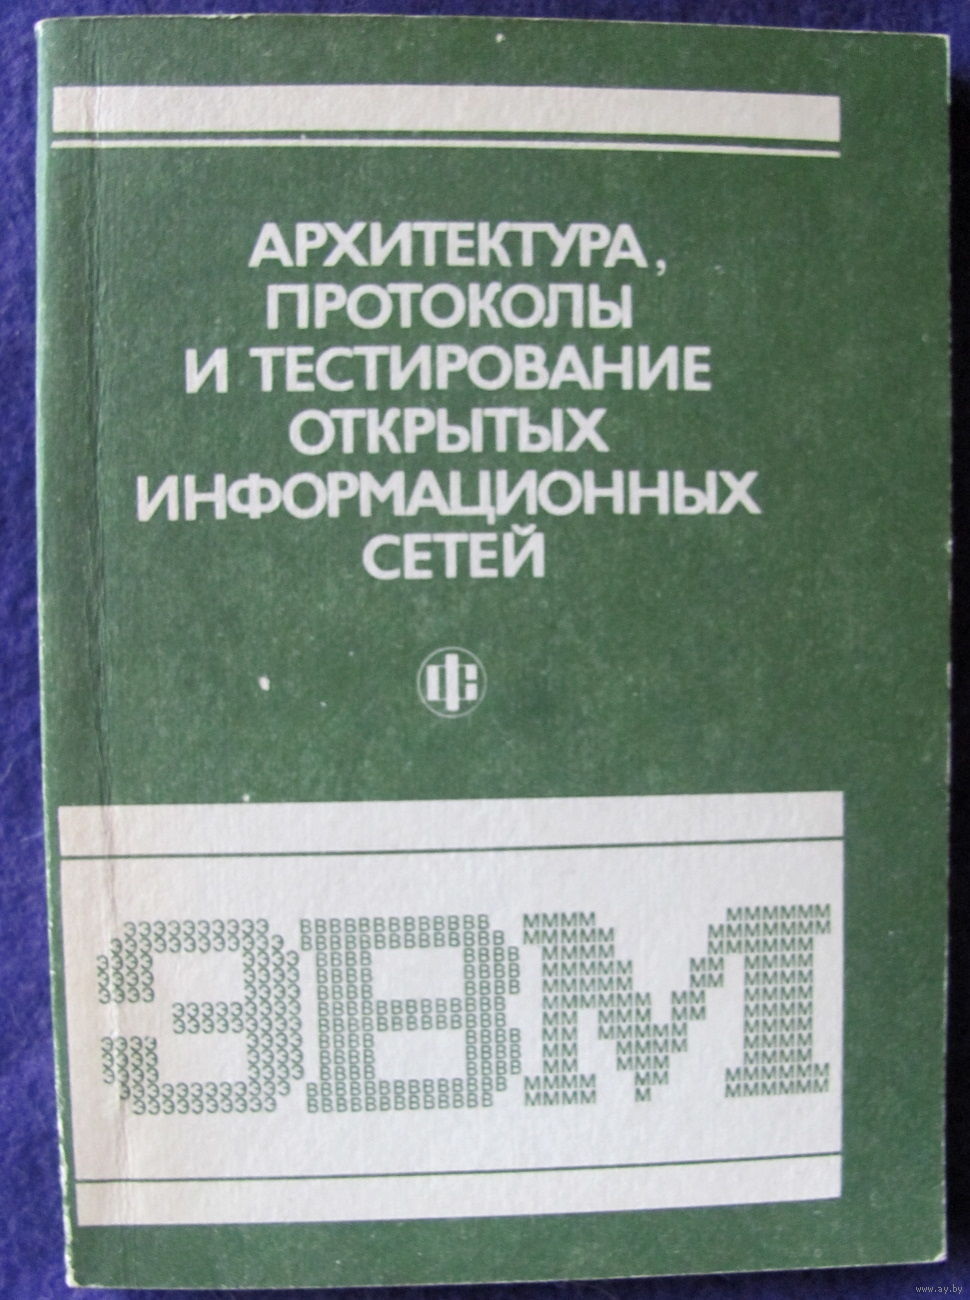 АРХИТЕКТУРА,
ПРОТОКОЛЫ
И ТЕСТИРОВАНИЕ
ОТКРЫТЫХ
ИНФОРМАЦИОННЫХ
СЕТЕЙ
ЭВМ
www.ay.by